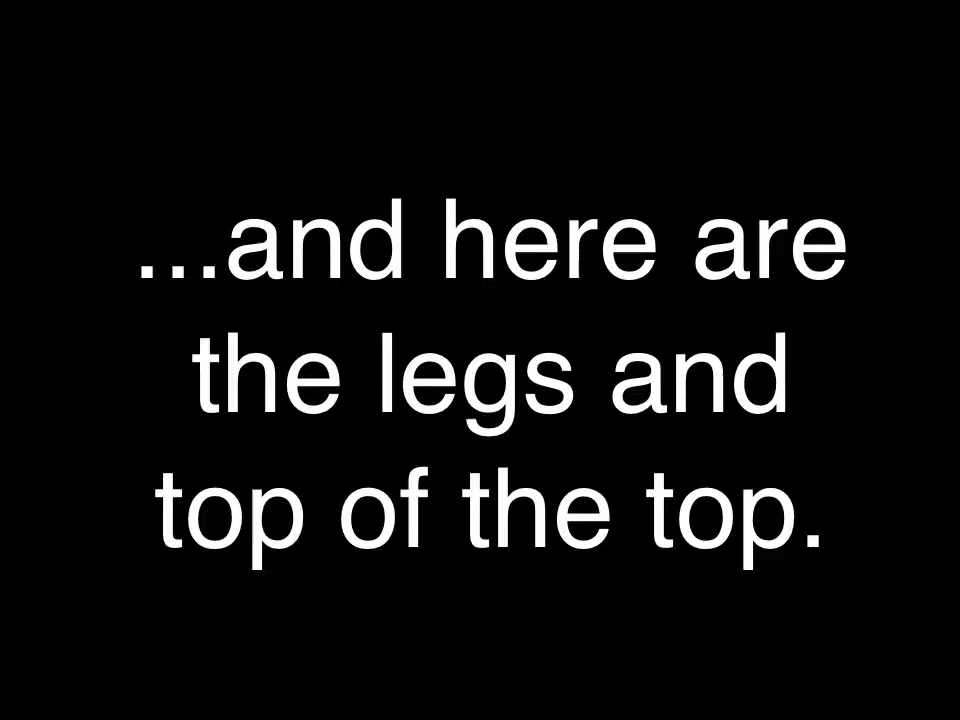 ...and here are
the legs and
top of the top.